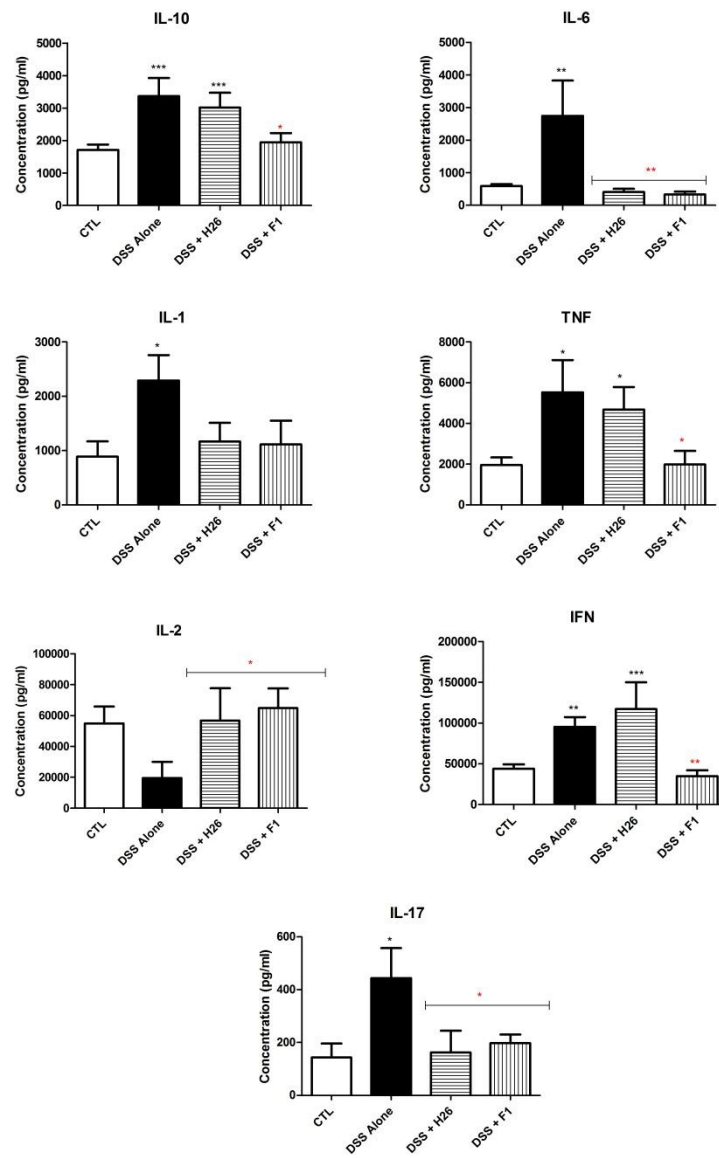 IL-10
Concentration (pg/ml)
5000
4000
3000
2000
1000
0
***
***
*
CTL
DSS Alone
DSS + H26
DSS + F1
IL-6
Concentration (pg/ml)
5000
4000
3000
2000
1000
0
**
**
CTL
DSS Alone
DSS + H26
DSS + F1
IL-1
Concentration (pg/ml)
3000
2000
1000
0
*
CTL
DSS Alone
DSS + H26
DSS + F1
TNF
Concentration (pg/ml)
8000
6000
4000
2000
0
*
*
*
CTL
DSS Alone
DSS + H26
DSS + F1
IL-2
Concentration (pg/ml)
100000
80000
60000
40000
20000
0
*
CTL
DSS Alone
DSS + H26
DSS + F1
IFN
Concentration (pg/ml)
200000
150000
100000
50000
0
**
***
**
CTL
DSS Alone
DSS + H26
DSS + F1
IL-17
Concentration (pg/ml)
600
400
200
0
*
*
CTL
DSS Alone
DSS + H26
DSS + F1